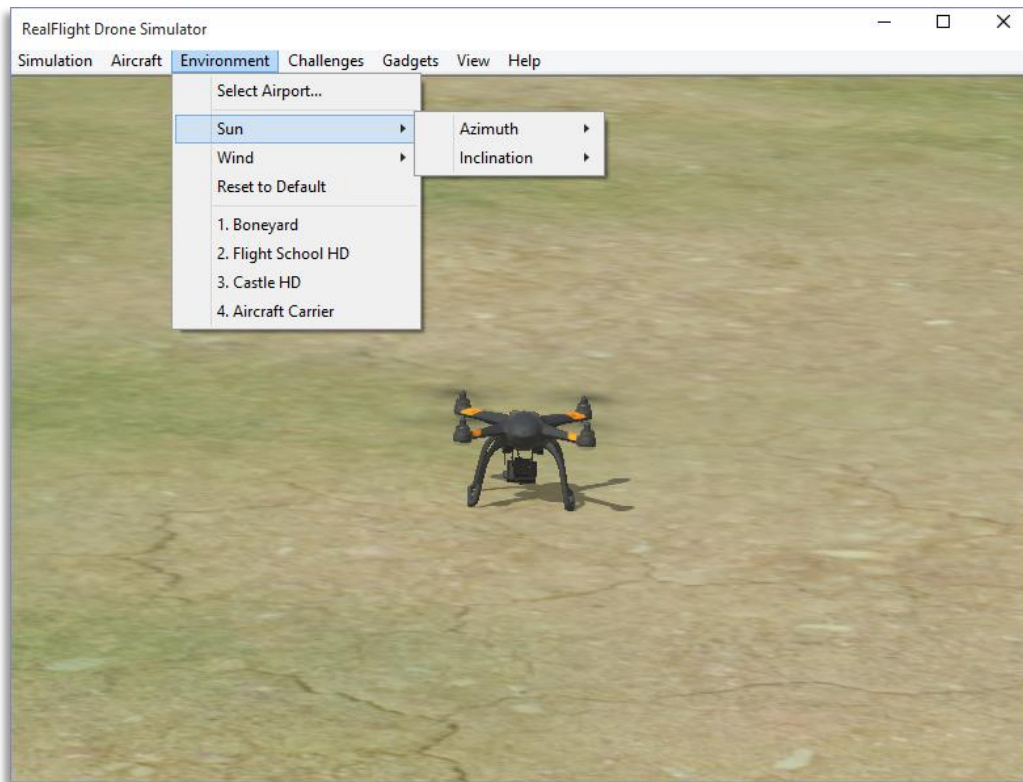 RealFlight Drone Simulator
Simulation Aircraft Environment Challenges Gadgets View Help
Select Airport...
Sun
Azimuth
Wind
Inclination
Reset to Default
1. Boneyard
2. Flight School HD
3. Castle HD
4. Aircraft Carrier